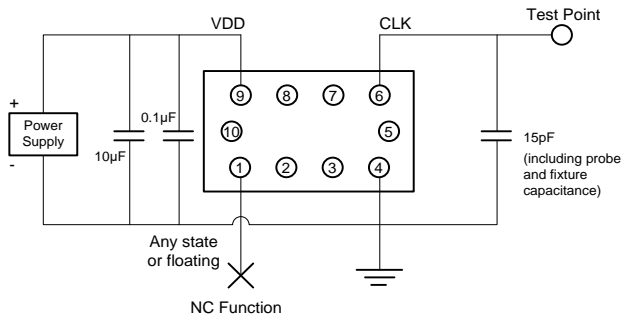 Test Point
VDD
CLK
+
Power
Supply
-
10µF
0.1µF
9
8
7
6
10
5
1
2
3
4
15pF
(including probe
and fixture
capacitance)
Any state
or floating
NC Function